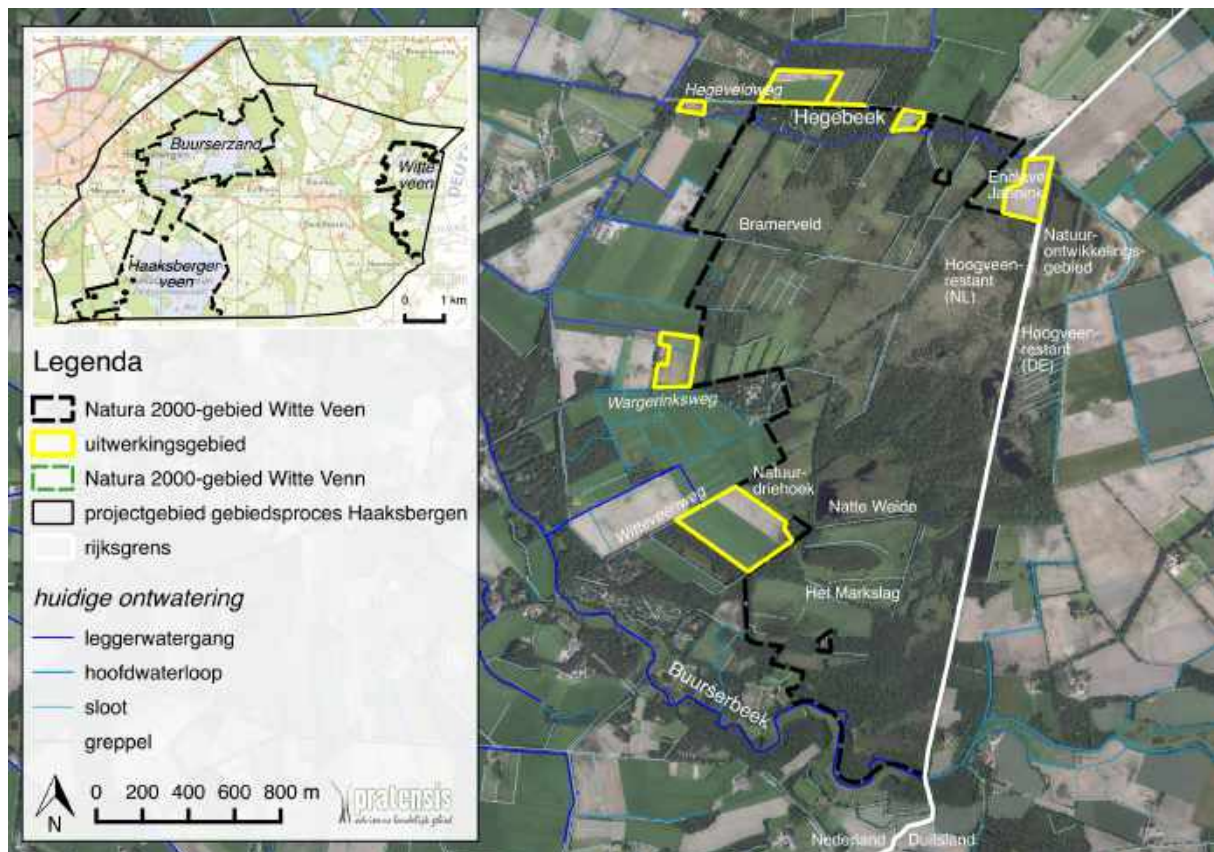 Buurserzand
Witte
veen
Haaksberger
veen
0 1 km
Legenda
Natura 2000-gebied Witte Veen
uitwerkingsgebied
Natura 2000-gebied Witte Venn
projectgebied gebiedsproces Haaksbergen
rijksgrens
huidige ontwatering
leggerwatergang
hoofdwaterloop
sloot
greppel
N
0 200 400 600 800 m
pratensis
Hegeveldweg
Hegebeek
Enclave
Jannink
Bramerveld
Natuur-
ontwikkelings-
gebied
Hoogveen-
restant
(NL)
Hoogveen-
restant
(DE)
Wargerinksweg
Natuur-
driehoek
Witteveenweg
Natte Weide
Het Markslag
Buurserbeek
Nederland
Duitsland